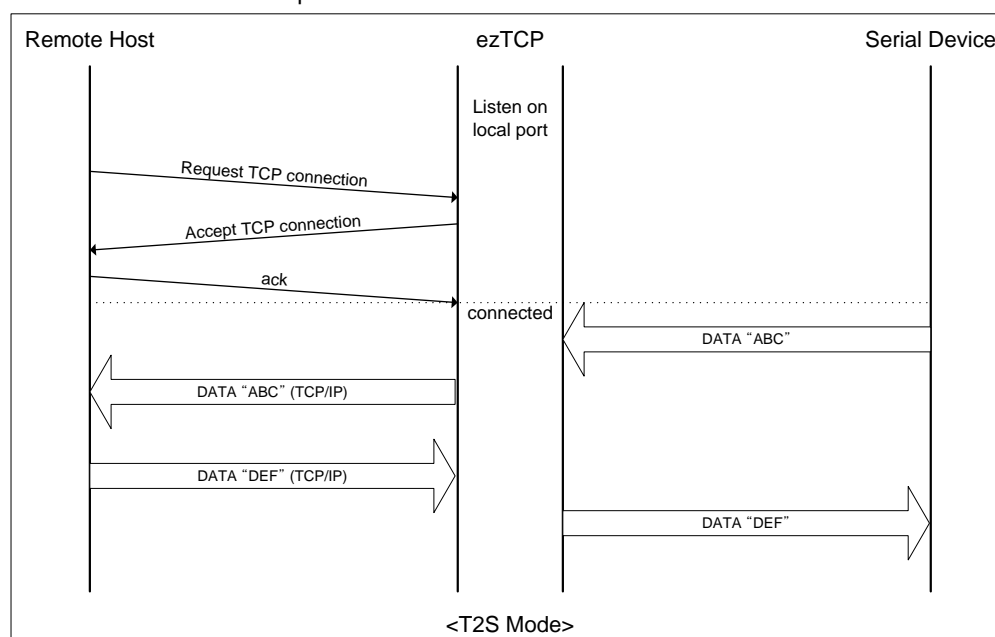 Remote Host
ezTCP
Serial Device
Listen on
local port
Request TCP connection
Accept TCP connection
ack
connected
DATA “ABC”
DATA “ABC” (TCP/IP)
DATA “DEF” (TCP/IP)
DATA “DEF”
<T2S Mode>